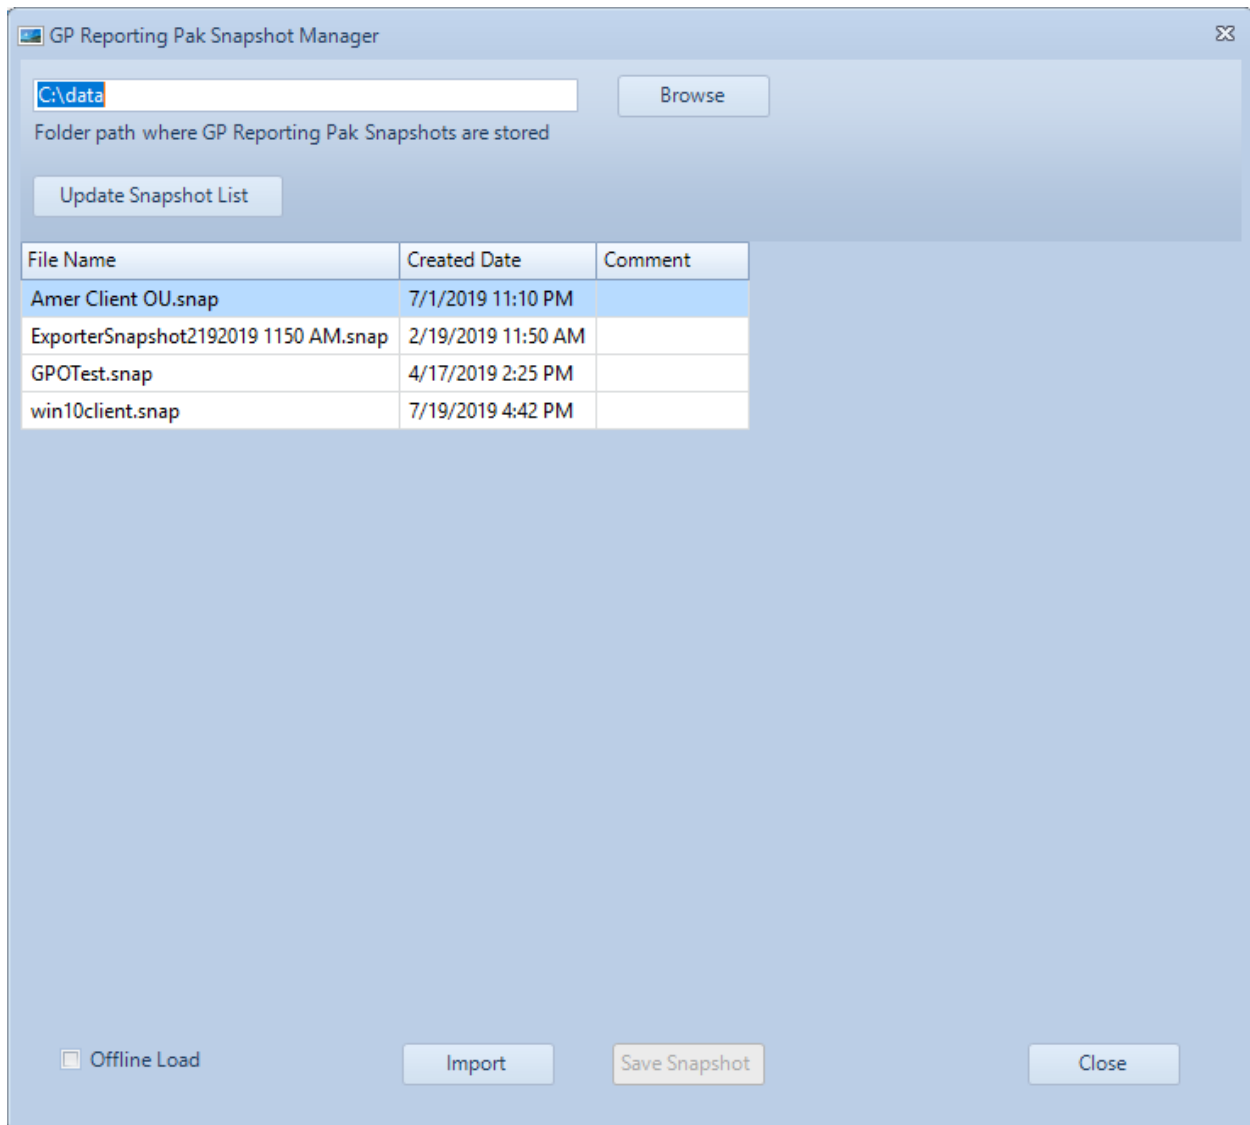 GP Reporting Pak Snapshot Manager
C:\data
Browse
Folder path where GP Reporting Pak Snapshots are stored
Update Snapshot List
File Name Created Date Comment
Amer Client OU.snap 7/1/2019 11:10 PM
ExporterSnapshot2192019 1150 AM.snap 2/19/2019 11:50 AM
GPOTest.snap 4/17/2019 2:25 PM
win10client.snap 7/19/2019 4:42 PM
Offline Load Import Save Snapshot Close